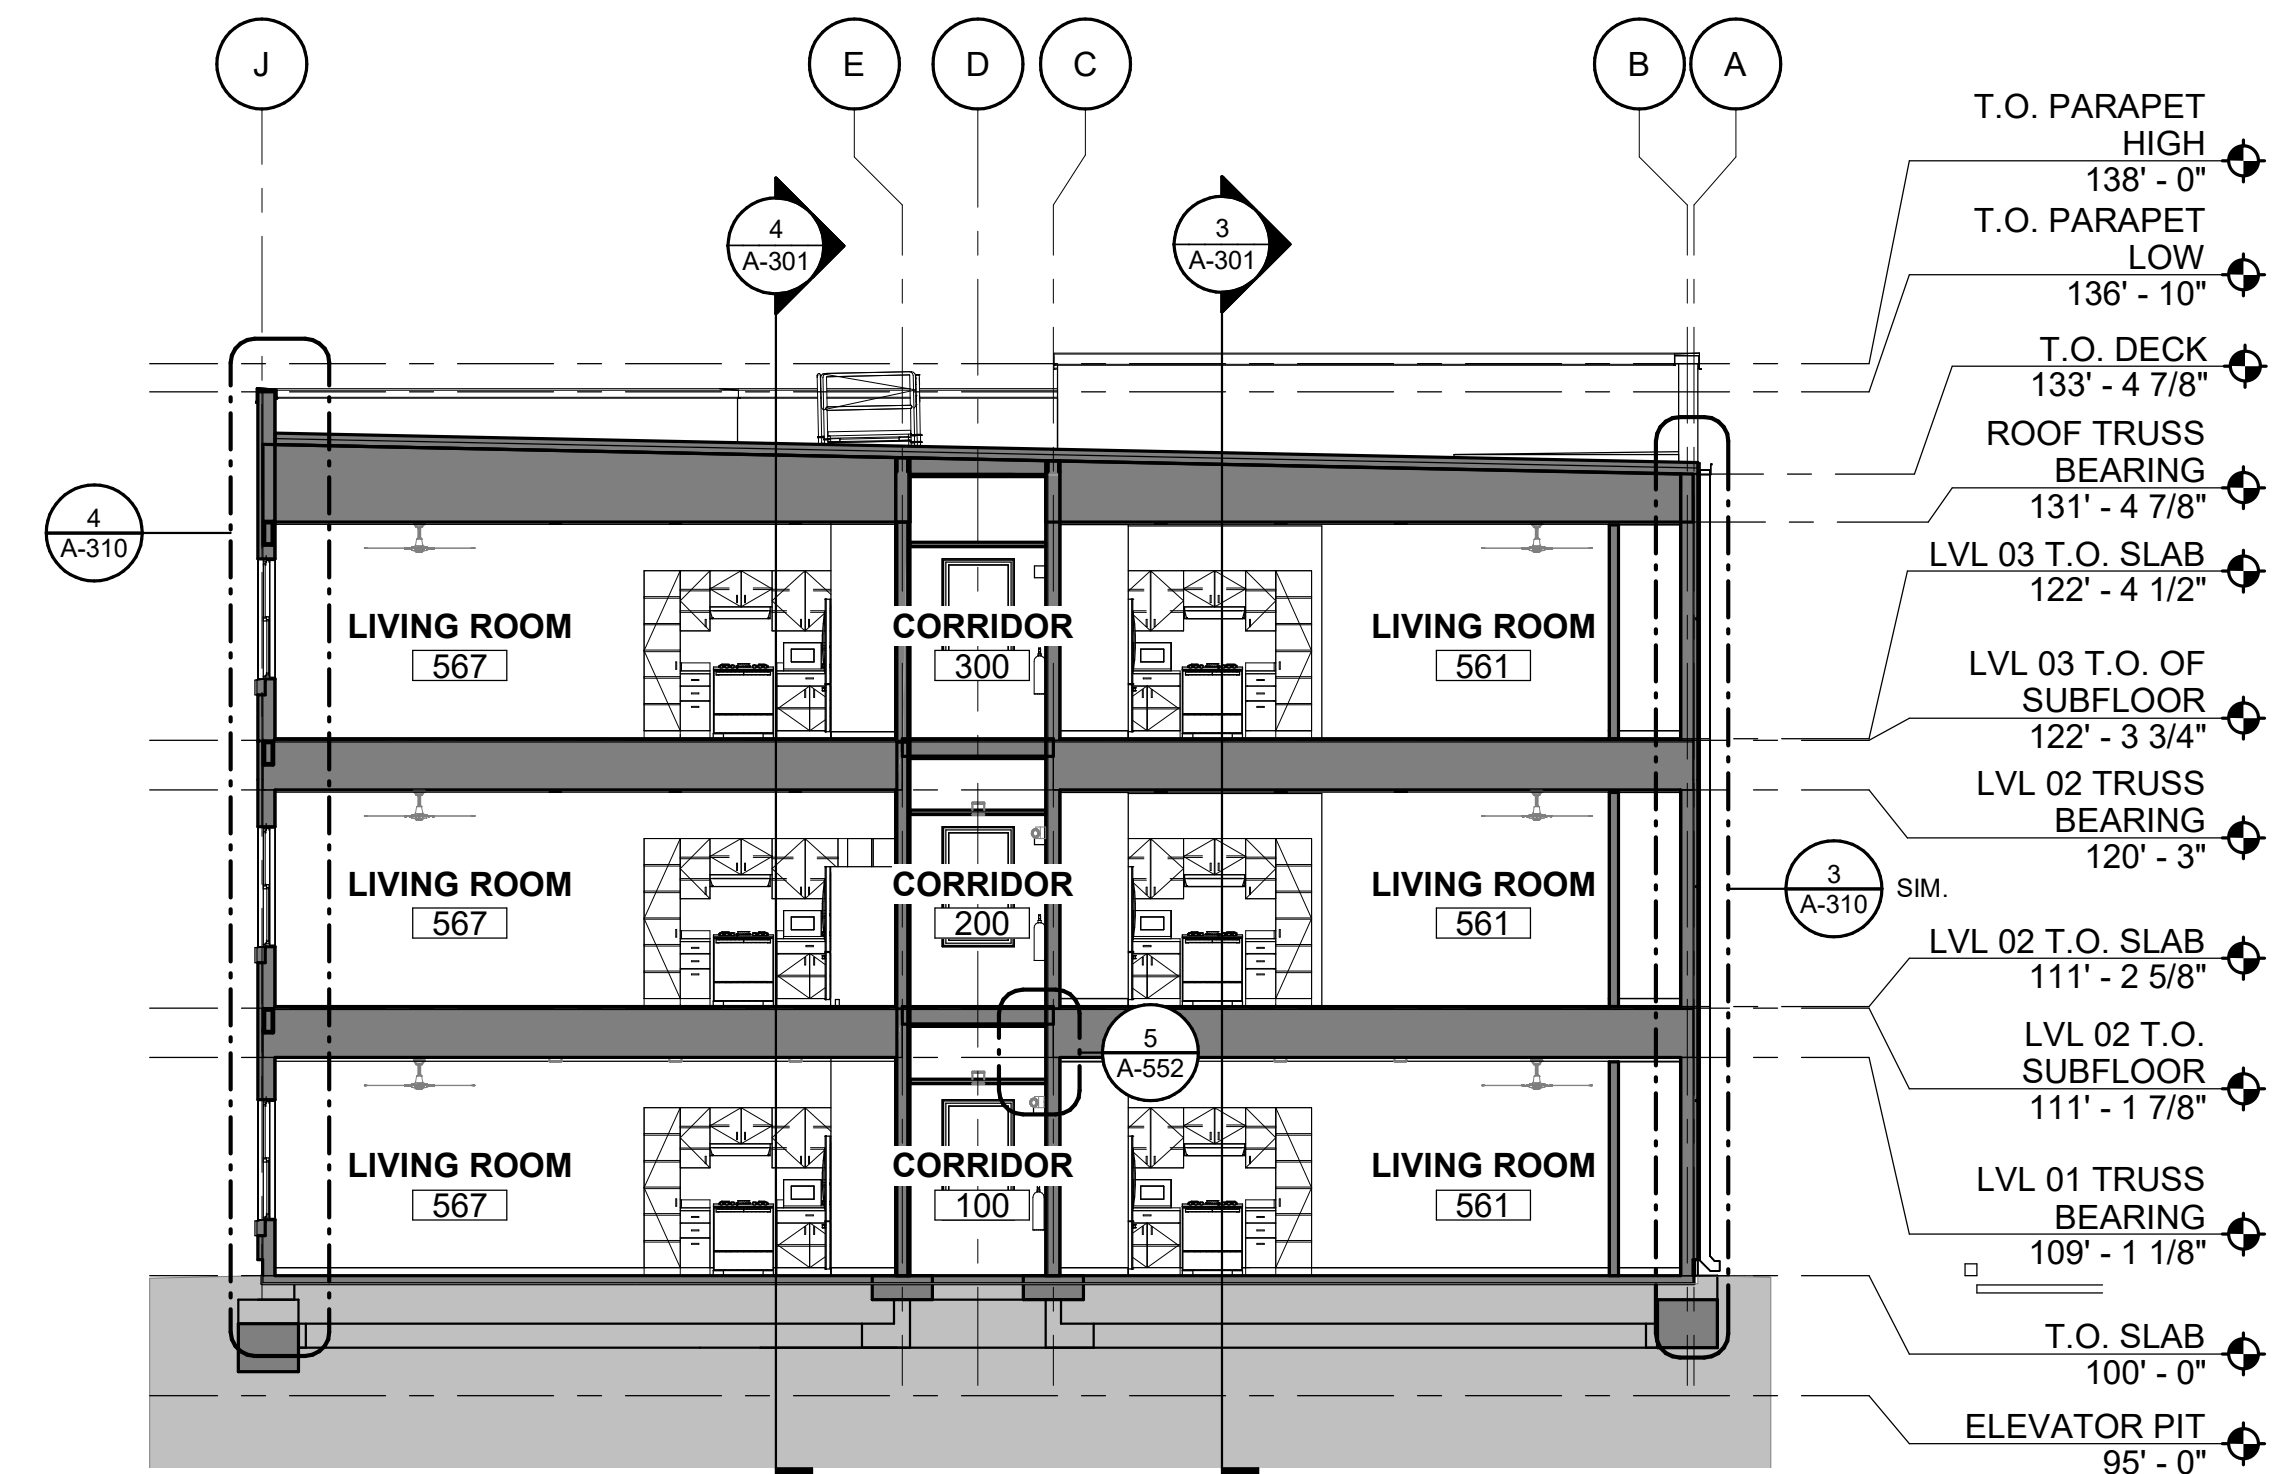 J
E
D
C
B
A
T.O. PARAPET
HIGH
138' - 0"
T.O. PARAPET
LOW
136' - 10"
T.O. DECK
133' - 4 7/8"
ROOF TRUSS
BEARING
131' - 4 7/8"
LVL 03 T.O. SLAB
122' - 4 1/2"
LVL 03 T.O. OF
SUBFLOOR
122' - 3 3/4"
LVL 02 TRUSS
BEARING
120' - 3"
LVL 02 T.O. SLAB
111' - 2 5/8"
LVL 02 T.O.
SUBFLOOR
111' - 1 7/8"
LVL 01 TRUSS
BEARING
109' - 1 1/8"
T.O. SLAB
100' - 0"
ELEVATOR PIT
95' - 0"
4
A-301
3
A-301
4
A-310
3
A-310
SIM.
5
A-552
LIVING ROOM
567
CORRIDOR
300
LIVING ROOM
561
LIVING ROOM
567
CORRIDOR
200
LIVING ROOM
561
LIVING ROOM
567
CORRIDOR
100
LIVING ROOM
561